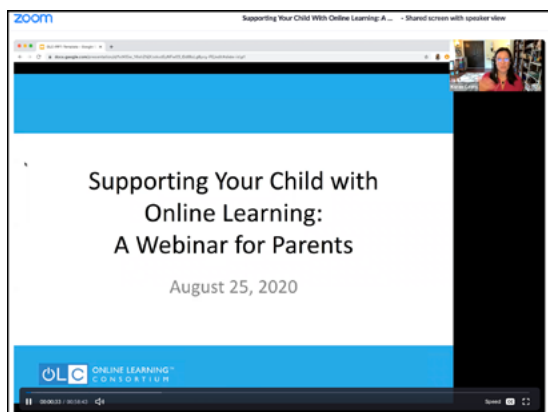 zoom
Supporting Your Child With Online Learning: A ... - Shared screen with speaker view
Supporting Your Child with
Online Learning:
A Webinar for Parents
August 25, 2020
OLC ONLINE LEARNING™
CONSORTIUM
Speed